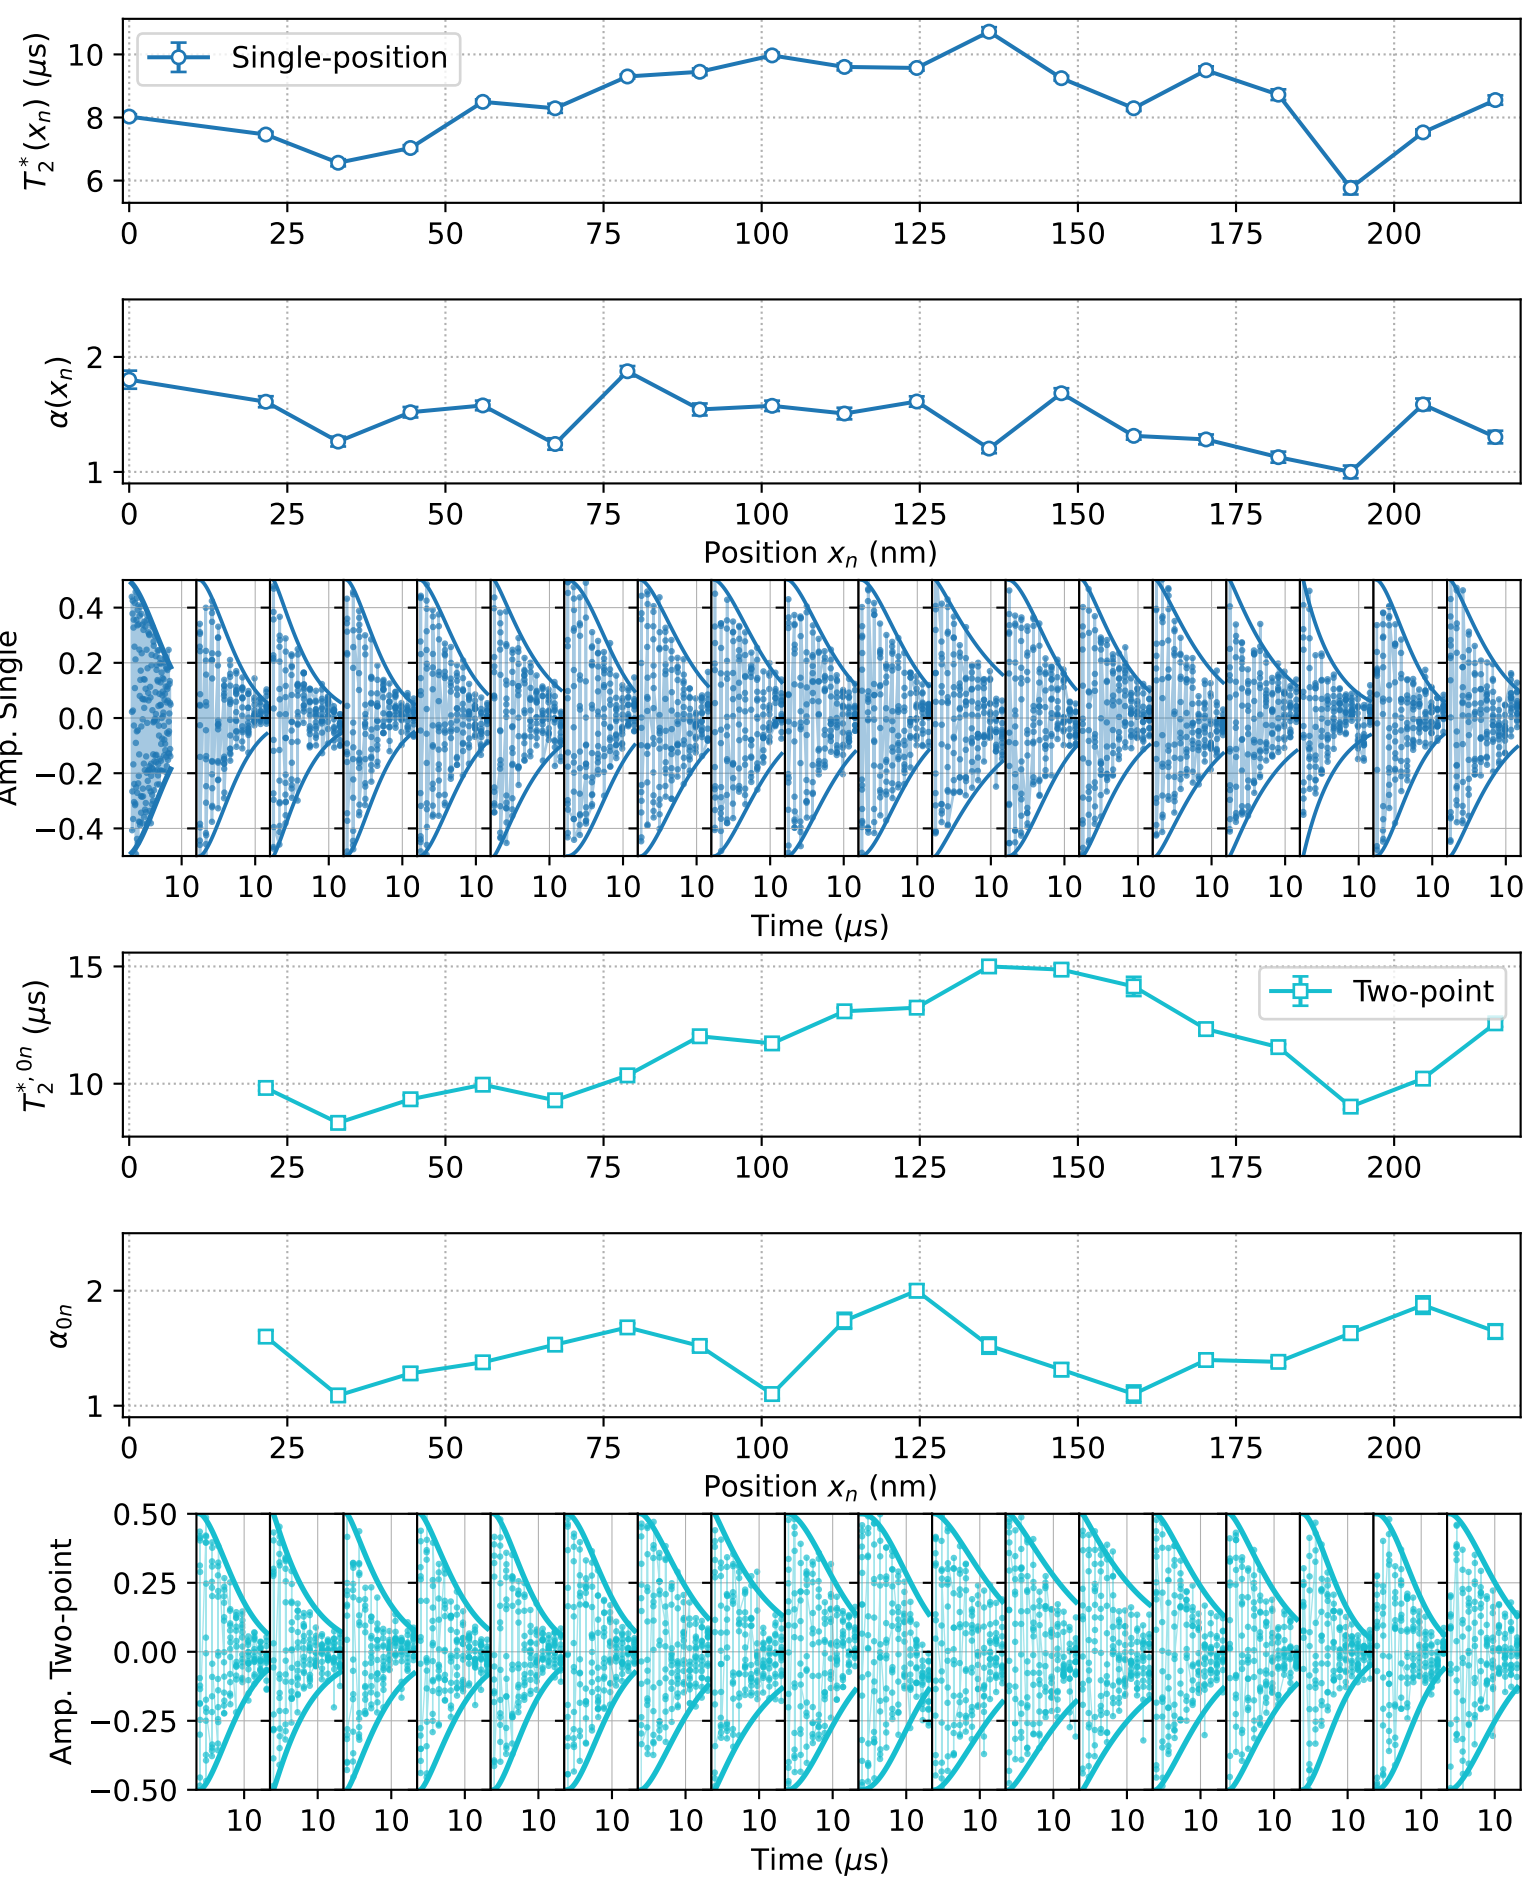 T₂*(xₙ) (μs)
10
8
6
Single-position
0 25 50 75 100 125 150 175 200
α(xₙ)
2
1
0 25 50 75 100 125 150 175 200
Position xₙ (nm)
Amp. Single
0.4
0.2
0.0
−0.2
−0.4
10 10 10 10 10 10 10 10 10 10 10 10 10 10 10 10 10 10 10
Time (μs)
T₂*,⁰ⁿ (μs)
15
10
Two-point
0 25 50 75 100 125 150 175 200
α₀ₙ
2
1
0 25 50 75 100 125 150 175 200
Position xₙ (nm)
Amp. Two-point
0.50
0.25
0.00
−0.25
−0.50
10 10 10 10 10 10 10 10 10 10 10 10 10 10 10 10 10 10
Time (μs)